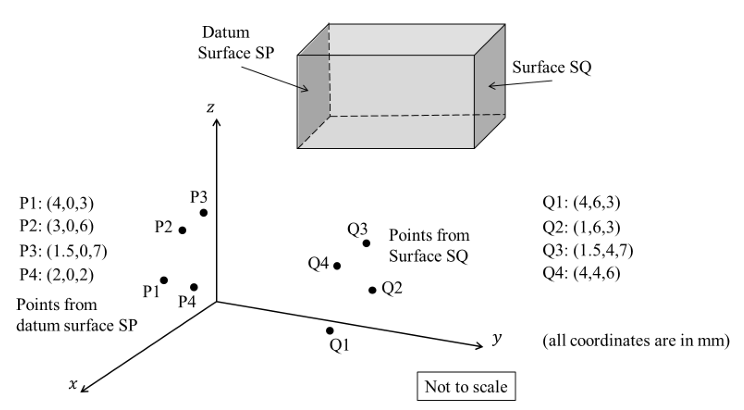 Datum
Surface SP
Surface SQ
z
P1: (4,0,3)
P2: (3,0,6)
P3: (1.5,0,7)
P4: (2,0,2)
Points from
datum surface SP
P3
P2
P1
P4
Q3
Q4
Q2
Q1
Points from
Surface SQ
Q1: (4,6,3)
Q2: (1,6,3)
Q3: (1.5,4,7)
Q4: (4,4,6)
y
(all coordinates are in mm)
x
Not to scale